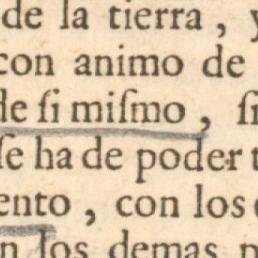 de la tierra, y
con animo de
de ſi miſmo, ſi
ſe ha de poder
ento, con los
n los demas